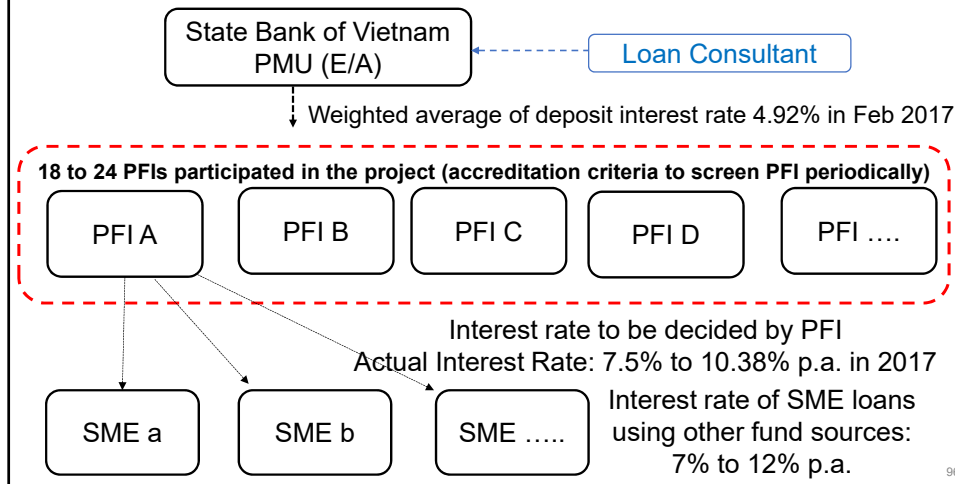 State Bank of Vietnam
PMU (E/A)
Loan Consultant
Weighted average of deposit interest rate 4.92% in Feb 2017
18 to 24 PFIs participated in the project (accreditation criteria to screen PFI periodically)
PFI A
PFI B
PFI C
PFI D
PFI ….
Interest rate to be decided by PFI
Actual Interest Rate: 7.5% to 10.38% p.a. in 2017
SME a
SME b
SME …..
Interest rate of SME loans
using other fund sources:
7% to 12% p.a.